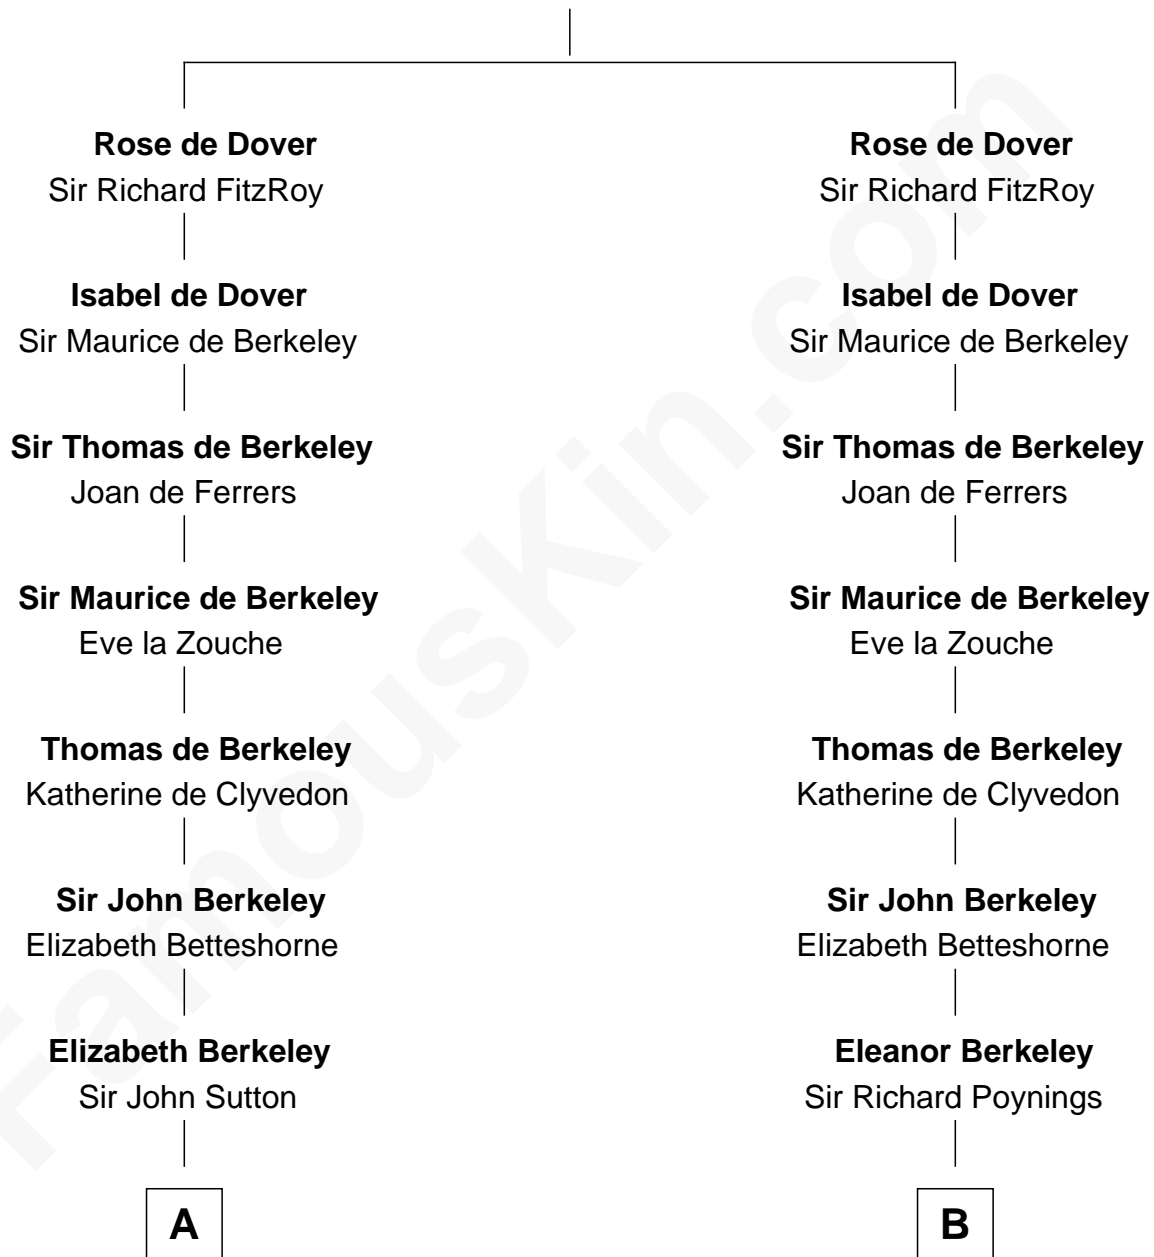 Rose de Dover
Sir Richard FitzRoy
Isabel de Dover
Sir Maurice de Berkeley
Sir Thomas de Berkeley
Joan de Ferrers
Sir Maurice de Berkeley
Eve la Zouche
Thomas de Berkeley
Katherine de Clyvedon
Sir John Berkeley
Elizabeth Betteshorne
Elizabeth Berkeley
Sir John Sutton
A
Rose de Dover
Sir Richard FitzRoy
Isabel de Dover
Sir Maurice de Berkeley
Sir Thomas de Berkeley
Joan de Ferrers
Sir Maurice de Berkeley
Eve la Zouche
Thomas de Berkeley
Katherine de Clyvedon
Sir John Berkeley
Elizabeth Betteshorne
Eleanor Berkeley
Sir Richard Poynings
B
FamousKin.com